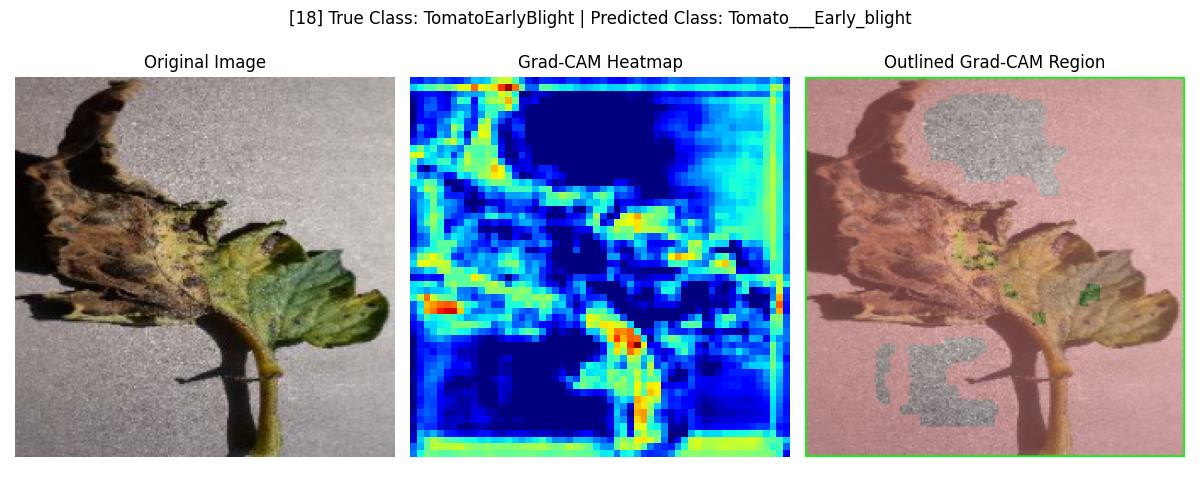 [18] True Class: TomatoEarlyBlight | Predicted Class: Tomato___Early_blight
Original Image
Grad-CAM Heatmap
Outlined Grad-CAM Region